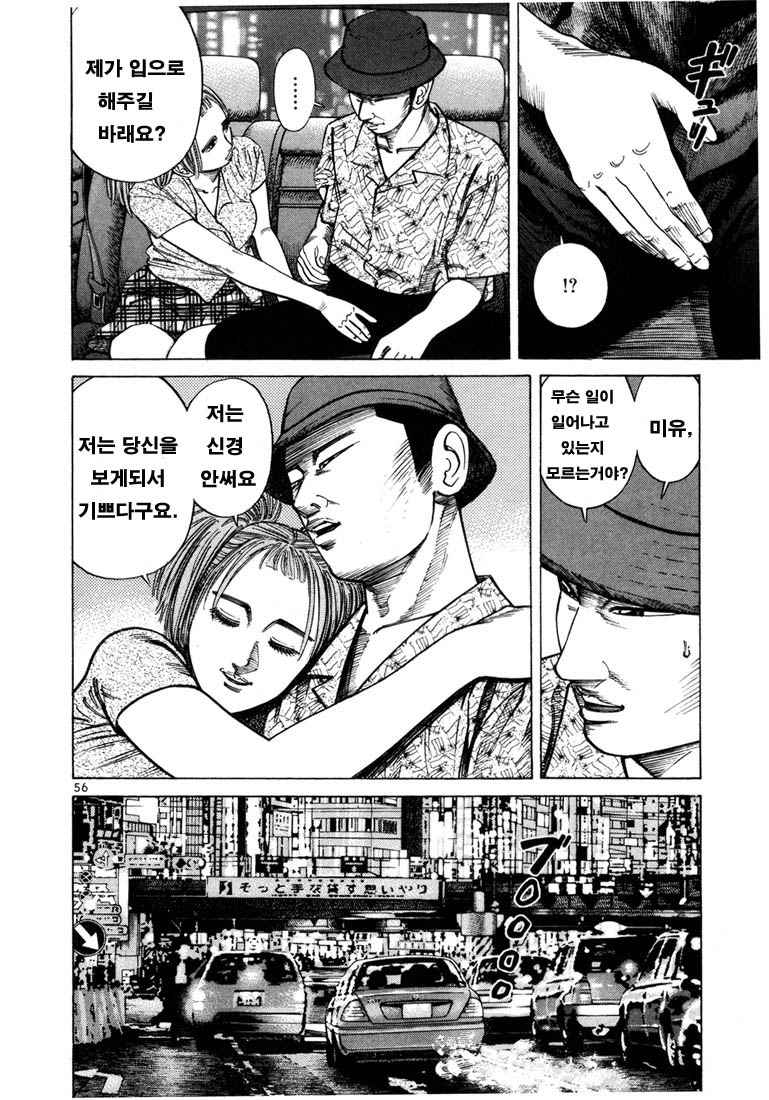 ギュッ
!?
제가 입으로
해주길
바래요?
……
미유,
무슨 일이
일어나고
있는지
모르는거야?
저는
신경
안써요
저는 당신을
보게되서
기쁘다구요.
56
ブロロロロ
そっと手を貸す思いやり